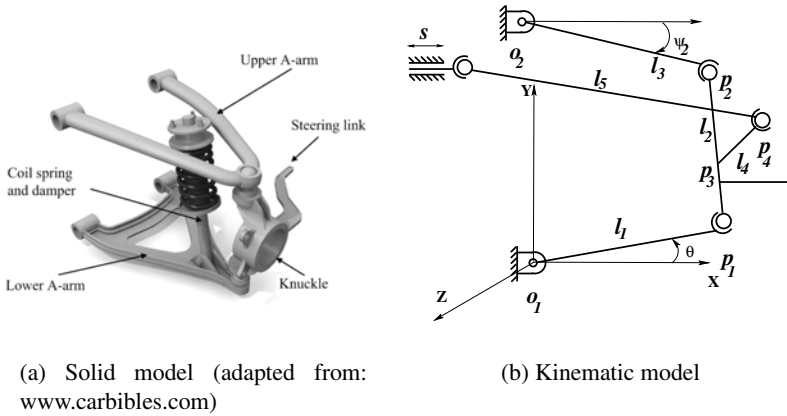 Upper A-arm
Steering link
Coil spring
and damper
Lower A-arm
Knuckle
s
o2
ψ2
l3
p2
l5
Y
l2
p4
l4
p3
l1
θ
p1
X
Z
o1
(a) Solid model (adapted from:
www.carbibles.com)
(b) Kinematic model